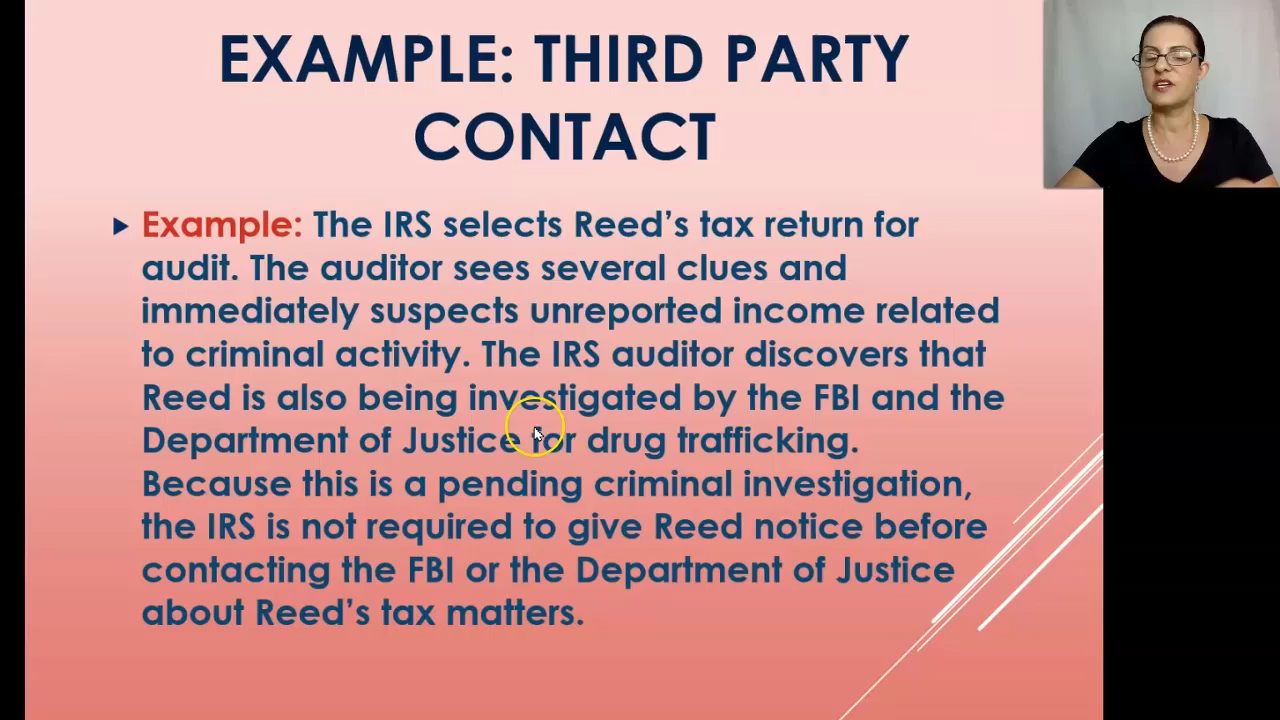 EXAMPLE: THIRD PARTY
CONTACT
Example: The IRS selects Reed's tax return for
audit. The auditor sees several clues and
immediately suspects unreported income related
to criminal activity. The IRS auditor discovers that
Reed is also being investigated by the FBI and the
Department of Justice for drug trafficking.
Because this is a pending criminal investigation,
the IRS is not required to give Reed notice before
contacting the FBI or the Department of Justice
about Reed's tax matters.